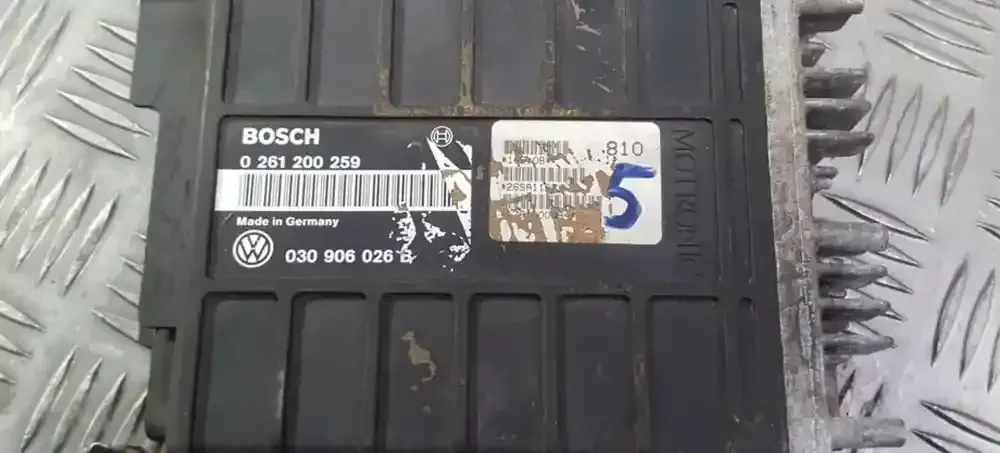 BOSCH
0 261 200 259
Made in Germany
030 906 026
810
5
MOTRONIC